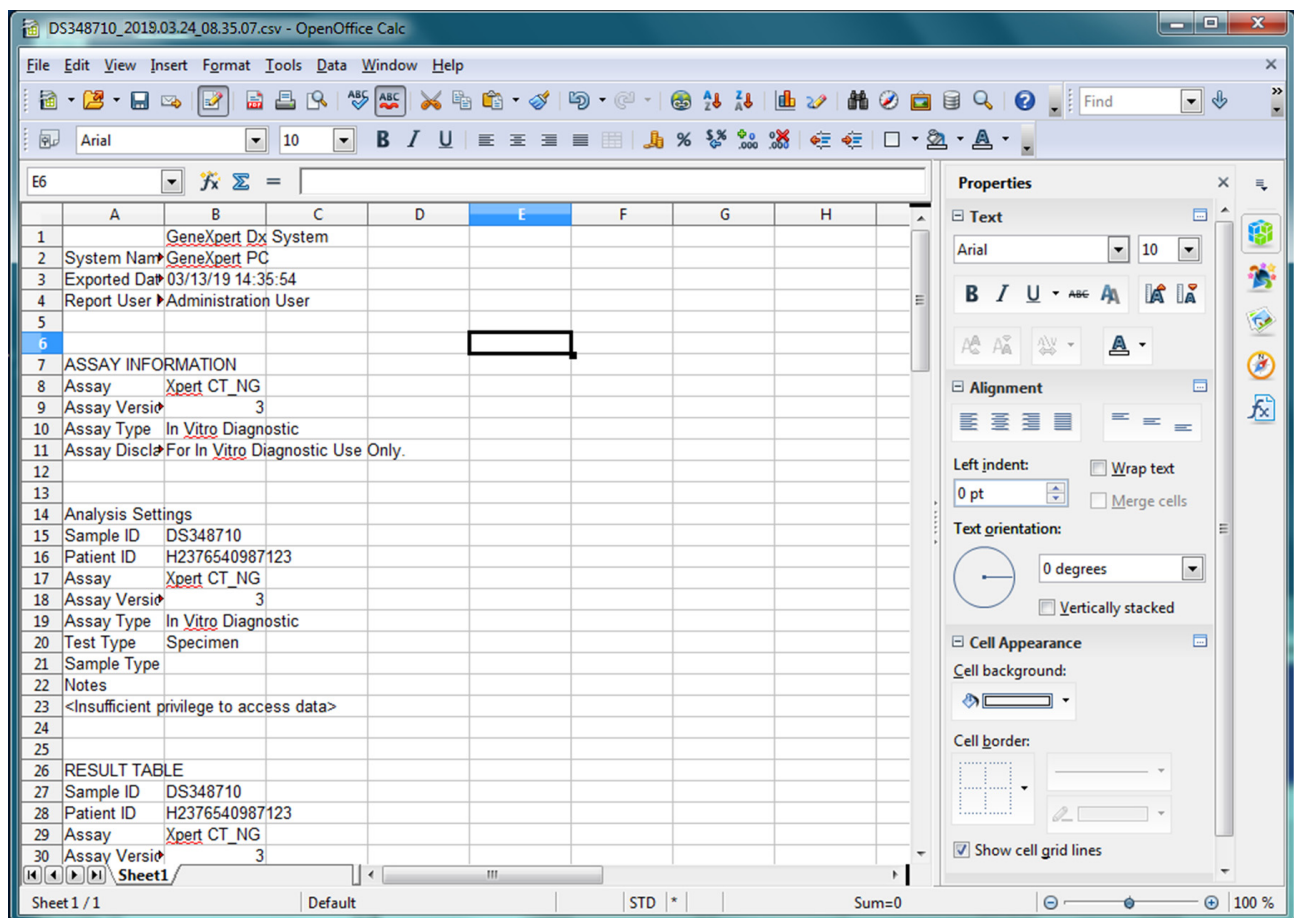 DS348710_2019.03.24_08.35.07.csv - OpenOffice Calc
File Edit View Insert Format Tools Data Window Help
Find
Arial 10
E6
A B C D E F G H
1 GeneXpert Dx System
2 System Nam GeneXpert PC
3 Exported Dat 03/13/19 14:35:54
4 Report User Administration User
5
6
7 ASSAY INFORMATION
8 Assay Xpert CT_NG
9 Assay Versio 3
10 Assay Type In Vitro Diagnostic
11 Assay Discla For In Vitro Diagnostic Use Only.
12
13
14 Analysis Settings
15 Sample ID DS348710
16 Patient ID H2376540987123
17 Assay Xpert CT_NG
18 Assay Versio 3
19 Assay Type In Vitro Diagnostic
20 Test Type Specimen
21 Sample Type
22 Notes
23 <Insufficient privilege to access data>
24
25
26 RESULT TABLE
27 Sample ID DS348710
28 Patient ID H2376540987123
29 Assay Xpert CT_NG
30 Assay Versio 3
Sheet1
Sheet 1 / 1 Default STD * Sum=0 100 %
Properties
Text
Arial 10
Alignment
Left indent: Wrap text
0 pt Merge cells
Text orientation:
0 degrees
Vertically stacked
Cell Appearance
Cell background:
Cell border:
Show cell grid lines